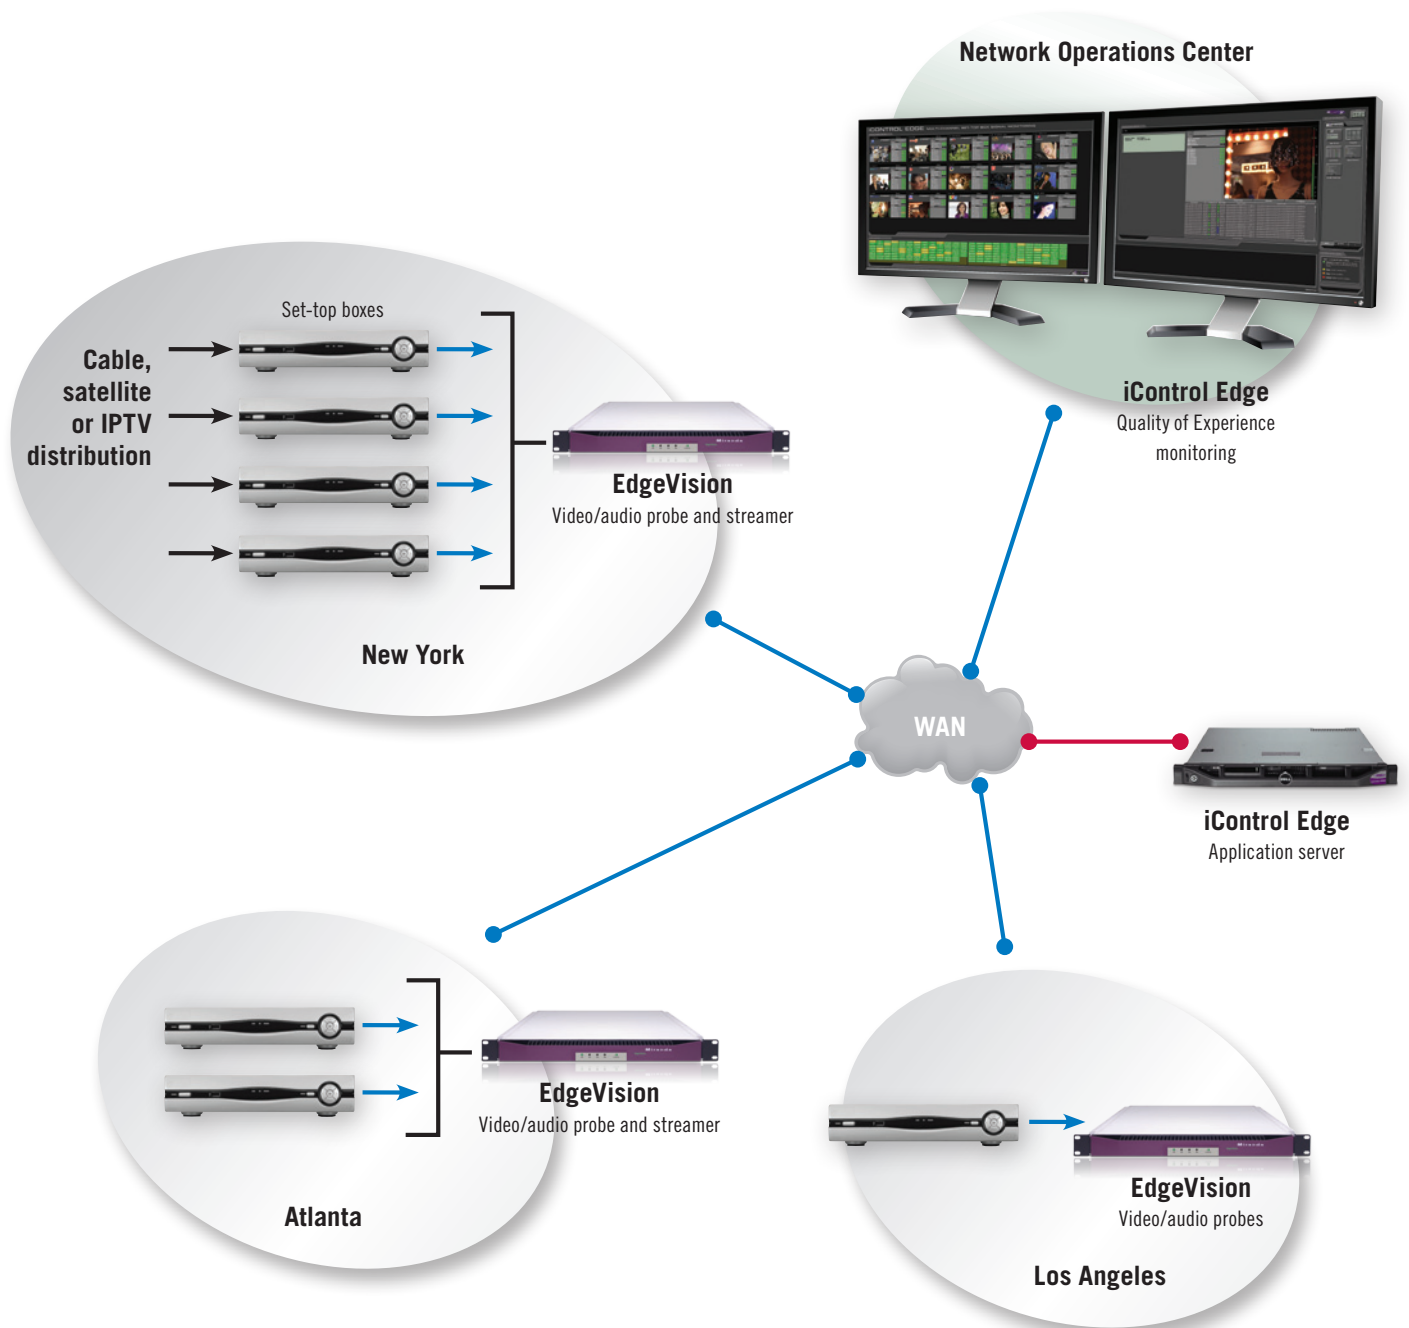 Network Operations Center
iCONTROL EDGE
Set-top boxes
Cable,
satellite
or IPTV
distribution
iControl Edge
Quality of Experience
monitoring
EdgeVision
Video/audio probe and streamer
New York
WAN
iControl Edge
Application server
EdgeVision
Video/audio probe and streamer
Atlanta
EdgeVision
Video/audio probes
Los Angeles